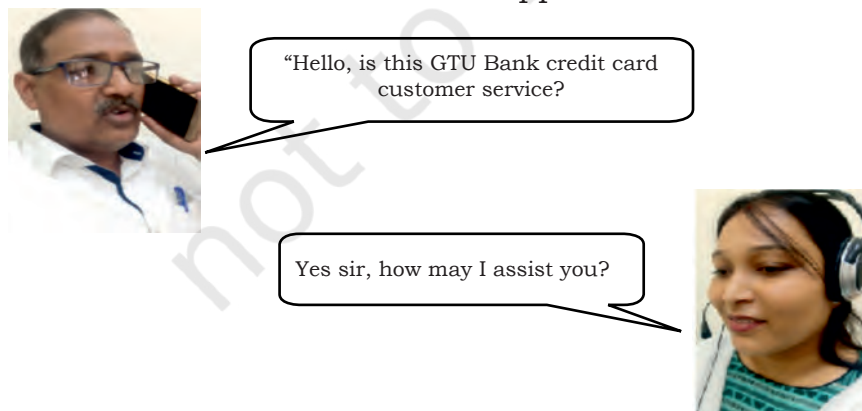 “Hello, is this GTU Bank credit card
customer service?
Yes sir, how may I assist you?
not to